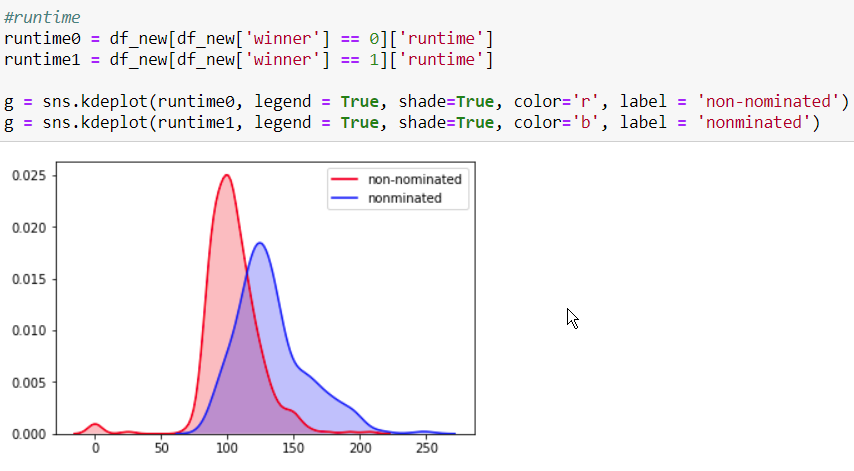 #runtime
runtime0 = df_new[df_new['winner'] == 0]['runtime']
runtime1 = df_new[df_new['winner'] == 1]['runtime']
g = sns.kdeplot(runtime0, legend = True, shade=True, color='r', label = 'non-nominated')
g = sns.kdeplot(runtime1, legend = True, shade=True, color='b', label = 'nonminated')
non-nominated
nonminated
0.025
0.020
0.015
0.010
0.005
0.000
0 50 100 150 200 250